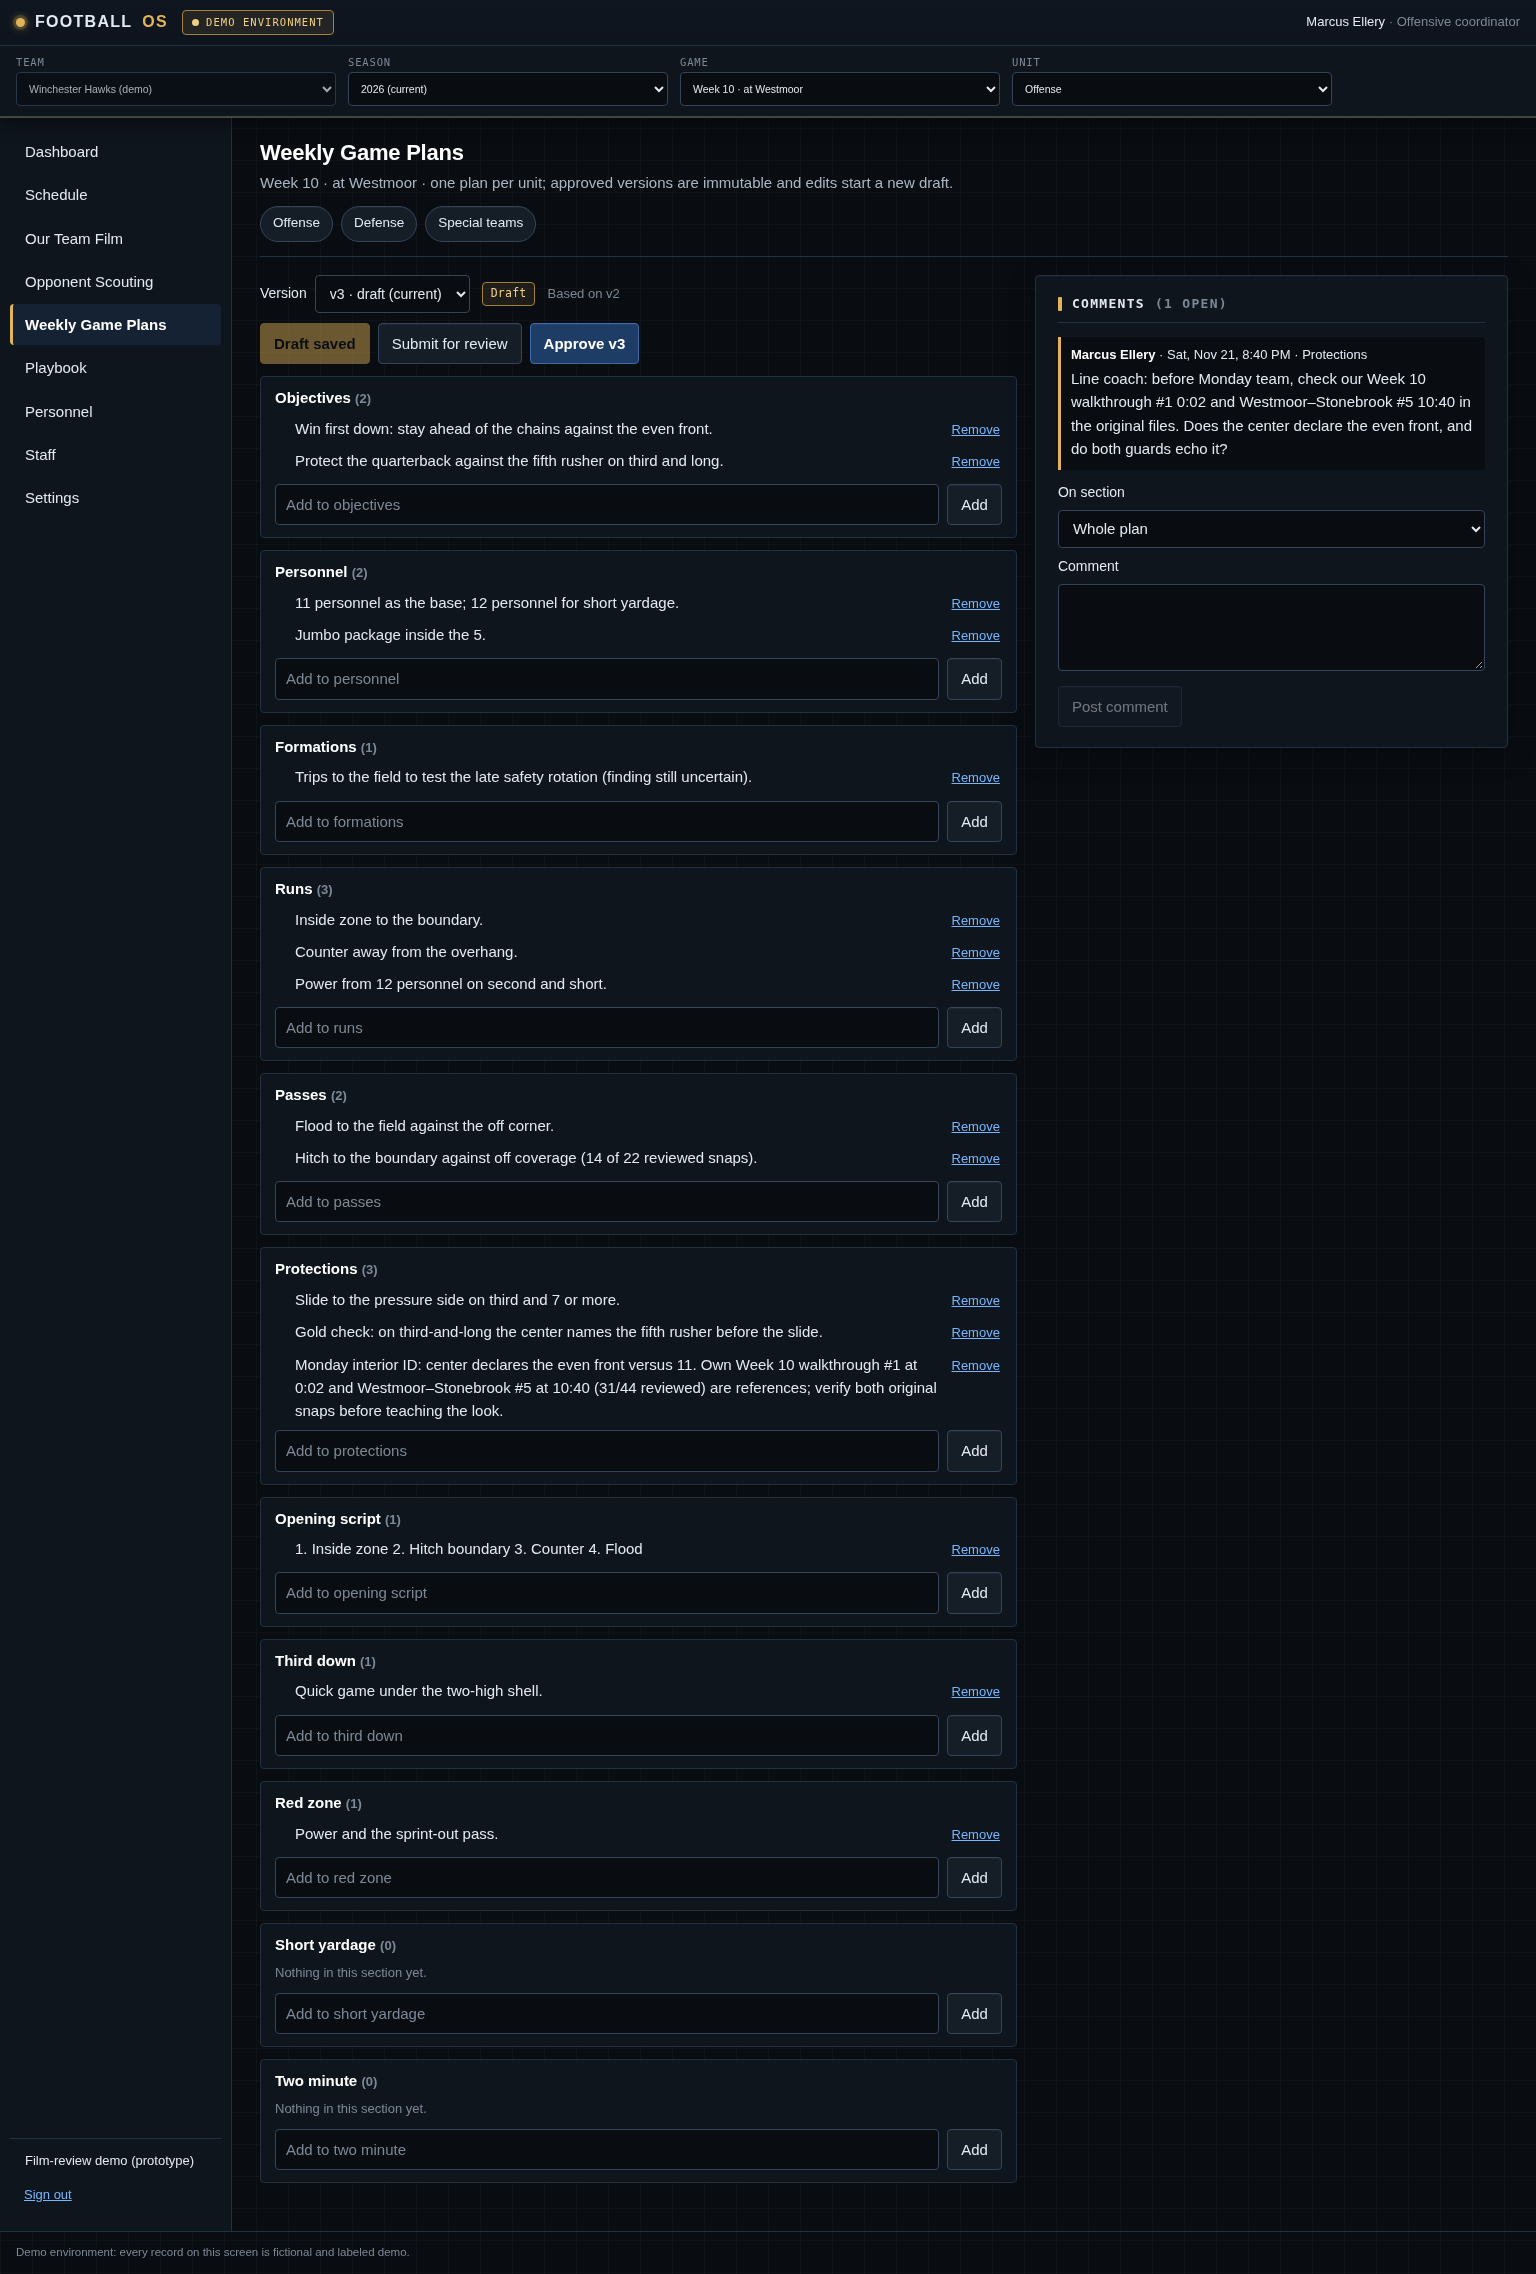 FOOTBALL OS
DEMO ENVIRONMENT
Marcus Ellery · Offensive coordinator
TEAM
Winchester Hawks (demo)
SEASON
2026 (current)
GAME
Week 10 · at Westmoor
UNIT
Offense
Dashboard
Schedule
Our Team Film
Opponent Scouting
Weekly Game Plans
Playbook
Personnel
Staff
Settings
Film-review demo (prototype)
Sign out
Weekly Game Plans
Week 10 · at Westmoor · one plan per unit; approved versions are immutable and edits start a new draft.
Offense
Defense
Special teams
Version
v3 · draft (current)
Draft
Based on v2
Draft saved
Submit for review
Approve v3
Objectives (2)
Win first down: stay ahead of the chains against the even front.
Remove
Protect the quarterback against the fifth rusher on third and long.
Remove
Add to objectives
Add
Personnel (2)
11 personnel as the base; 12 personnel for short yardage.
Remove
Jumbo package inside the 5.
Remove
Add to personnel
Add
Formations (1)
Trips to the field to test the late safety rotation (finding still uncertain).
Remove
Add to formations
Add
Runs (3)
Inside zone to the boundary.
Remove
Counter away from the overhang.
Remove
Power from 12 personnel on second and short.
Remove
Add to runs
Add
Passes (2)
Flood to the field against the off corner.
Remove
Hitch to the boundary against off coverage (14 of 22 reviewed snaps).
Remove
Add to passes
Add
Protections (3)
Slide to the pressure side on third and 7 or more.
Remove
Gold check: on third-and-long the center names the fifth rusher before the slide.
Remove
Monday interior ID: center declares the even front versus 11. Own Week 10 walkthrough #1 at
0:02 and Westmoor–Stonebrook #5 at 10:40 (31/44 reviewed) are references; verify both original
snaps before teaching the look.
Remove
Add to protections
Add
Opening script (1)
1. Inside zone 2. Hitch boundary 3. Counter 4. Flood
Remove
Add to opening script
Add
Third down (1)
Quick game under the two-high shell.
Remove
Add to third down
Add
Red zone (1)
Power and the sprint-out pass.
Remove
Add to red zone
Add
Short yardage (0)
Nothing in this section yet.
Add to short yardage
Add
Two minute (0)
Nothing in this section yet.
Add to two minute
Add
COMMENTS (1 OPEN)
Marcus Ellery · Sat, Nov 21, 8:40 PM · Protections
Line coach: before Monday team, check our Week 10
walkthrough #1 0:02 and Westmoor–Stonebrook #5 10:40 in
the original files. Does the center declare the even front, and
do both guards echo it?
On section
Whole plan
Comment
Post comment
Demo environment: every record on this screen is fictional and labeled demo.